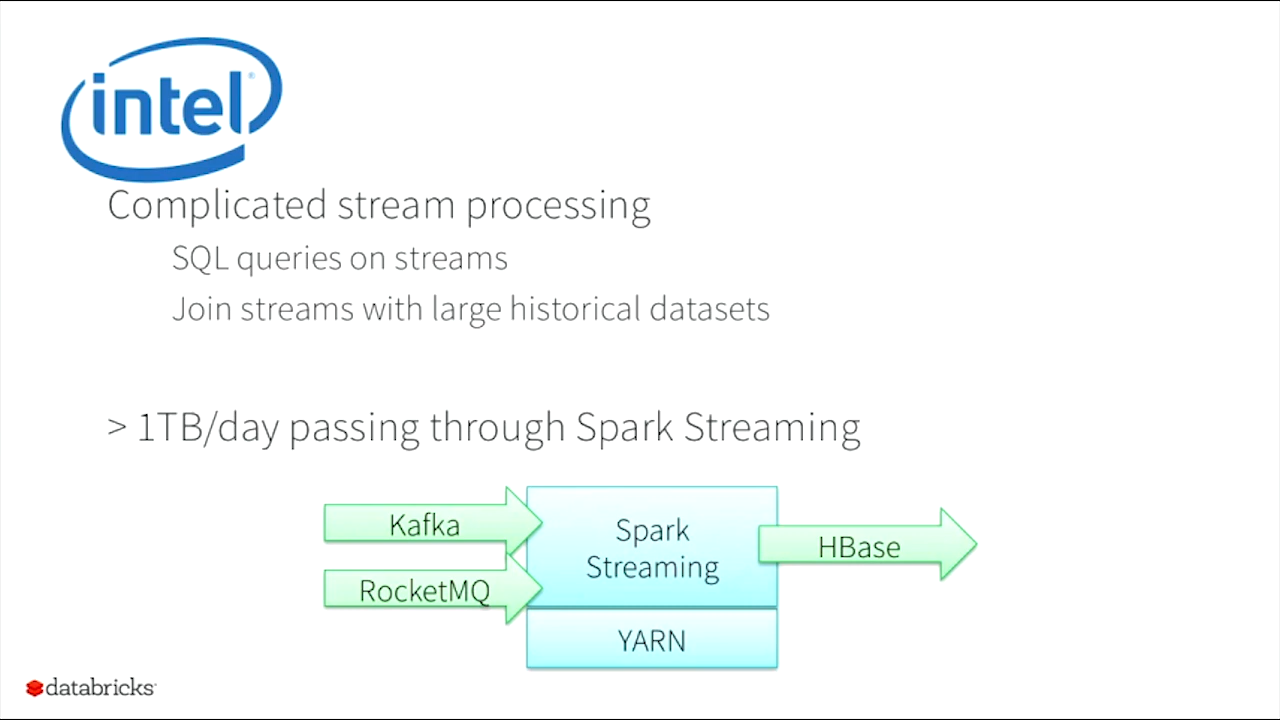 intel
Complicated stream processing
SQL queries on streams
Join streams with large historical datasets
> 1TB/day passing through Spark Streaming
Kafka
RocketMQ
Spark
Streaming
YARN
HBase
databricks